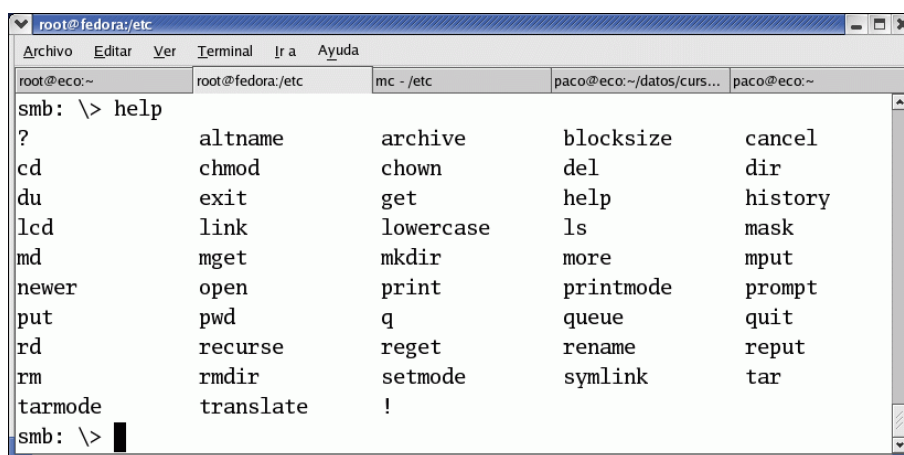 root@fedora:/etc
Archivo Editar Ver Terminal Ir a Ayuda
root@eco:~ root@fedora:/etc mc - /etc paco@eco:~/datos/curs... paco@eco:~
smb: \> help
? altname archive blocksize cancel
cd chmod chown del dir
du exit get help history
lcd link lowercase ls mask
md mget mkdir more mput
newer open print printmode prompt
put pwd q queue quit
rd recurse reget rename reput
rm rmdir setmode symlink tar
tarmode translate !
smb: \>